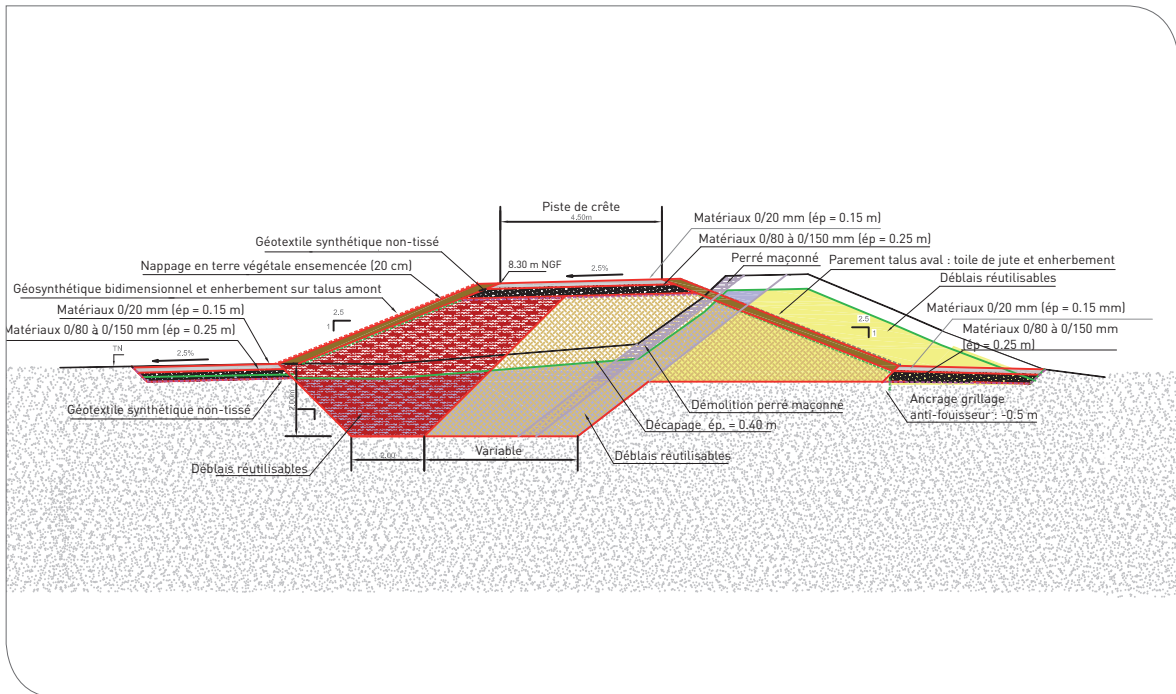 Piste de crête
4.50m
Matériaux 0/20 mm (ép = 0.15 m)
Géotextile synthétique non-tissé
Matériaux 0/80 à 0/150 mm (ép = 0.25 m)
8.30 m NGF
2.5%
Perré maçonné
Parement talus aval : toile de jute et enherbement
Nappage en terre végétale ensemencée (20 cm)
Déblais réutilisables
Géosynthétique bidimensionnel et enherbement sur talus amont
Matériaux 0/20 mm (ép = 0.15 m)
2.5
1
2.5
1
Matériaux 0/20 mm (ép = 0.15 mm)
Matériaux 0/80 à 0/150 mm (ép = 0.25 m)
Matériaux 0/80 à 0/150 mm
(ép = 0.25 m)
TN
2.5%
Géotextile synthétique non-tissé
2.00m
Démolition perré maçonné
Ancrage grillage
anti-fouisseur : -0.5 m
Décapage ép. = 0.40 m
2.00
Variable
Déblais réutilisables
Déblais réutilisables